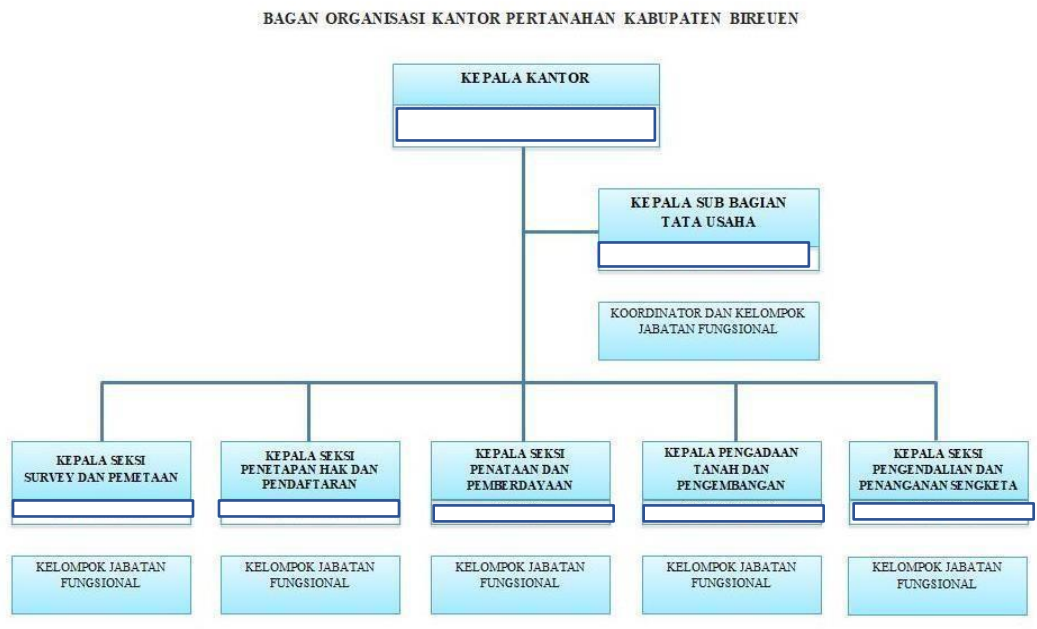 BAGAN ORGANISASI KANTOR PERTANAHAN KABUPATEN BIREUEN
KEPALA KANTOR
KEPALA SUB BAGIAN
TATA USAHA
KOORDINATOR DAN KELOMPOK
JABATAN FUNGSIONAL
KEPALA SEKSI
SURVEY DAN PEMETAAN
KEPALA SEKSI
PENETAPAN HAK DAN
PENDAFTARAN
KEPALA SEKSI
PENATAAN DAN
PEMBERDAYAAN
KEPALA PENGADAAN
TANAH DAN
PENGEMBANGAN
KEPALA SEKSI
PENGENDALIAN DAN
PENANGANAN SENGKETA
KELOMPOK JABATAN
FUNGSIONAL
KELOMPOK JABATAN
FUNGSIONAL
KELOMPOK JABATAN
FUNGSIONAL
KELOMPOK JABATAN
FUNGSIONAL
KELOMPOK JABATAN
FUNGSIONAL